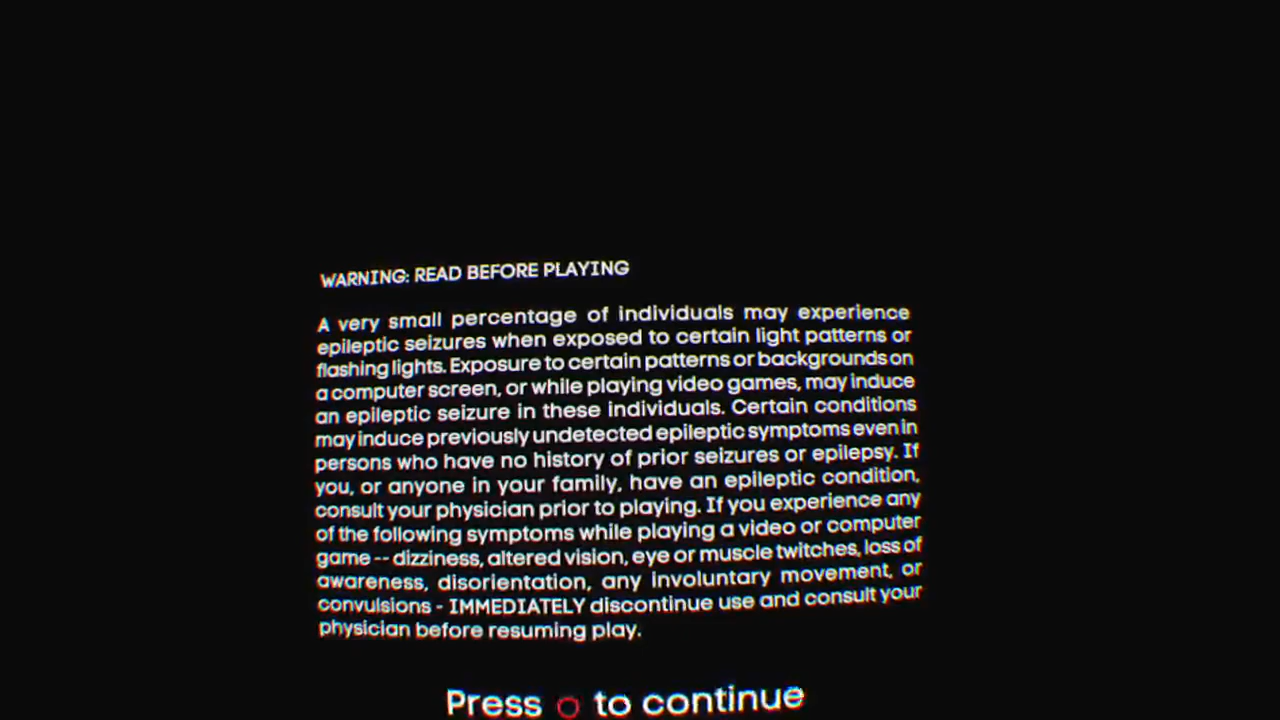 WARNING: READ BEFORE PLAYING
A very small percentage of individuals may experience
epileptic seizures when exposed to certain light patterns or
flashing lights. Exposure to certain patterns or backgrounds on
a computer screen, or while playing video games, may induce
an epileptic seizure in these individuals. Certain conditions
may induce previously undetected epileptic symptoms even in
persons who have no history of prior seizures or epilepsy. If
you, or anyone in your family, have an epileptic condition,
consult your physician prior to playing. If you experience any
of the following symptoms while playing a video or computer
game -- dizziness, altered vision, eye or muscle twitches, loss of
awareness, disorientation, any involuntary movement, or
convulsions - IMMEDIATELY discontinue use and consult your
physician before resuming play.
Press ○ to continue